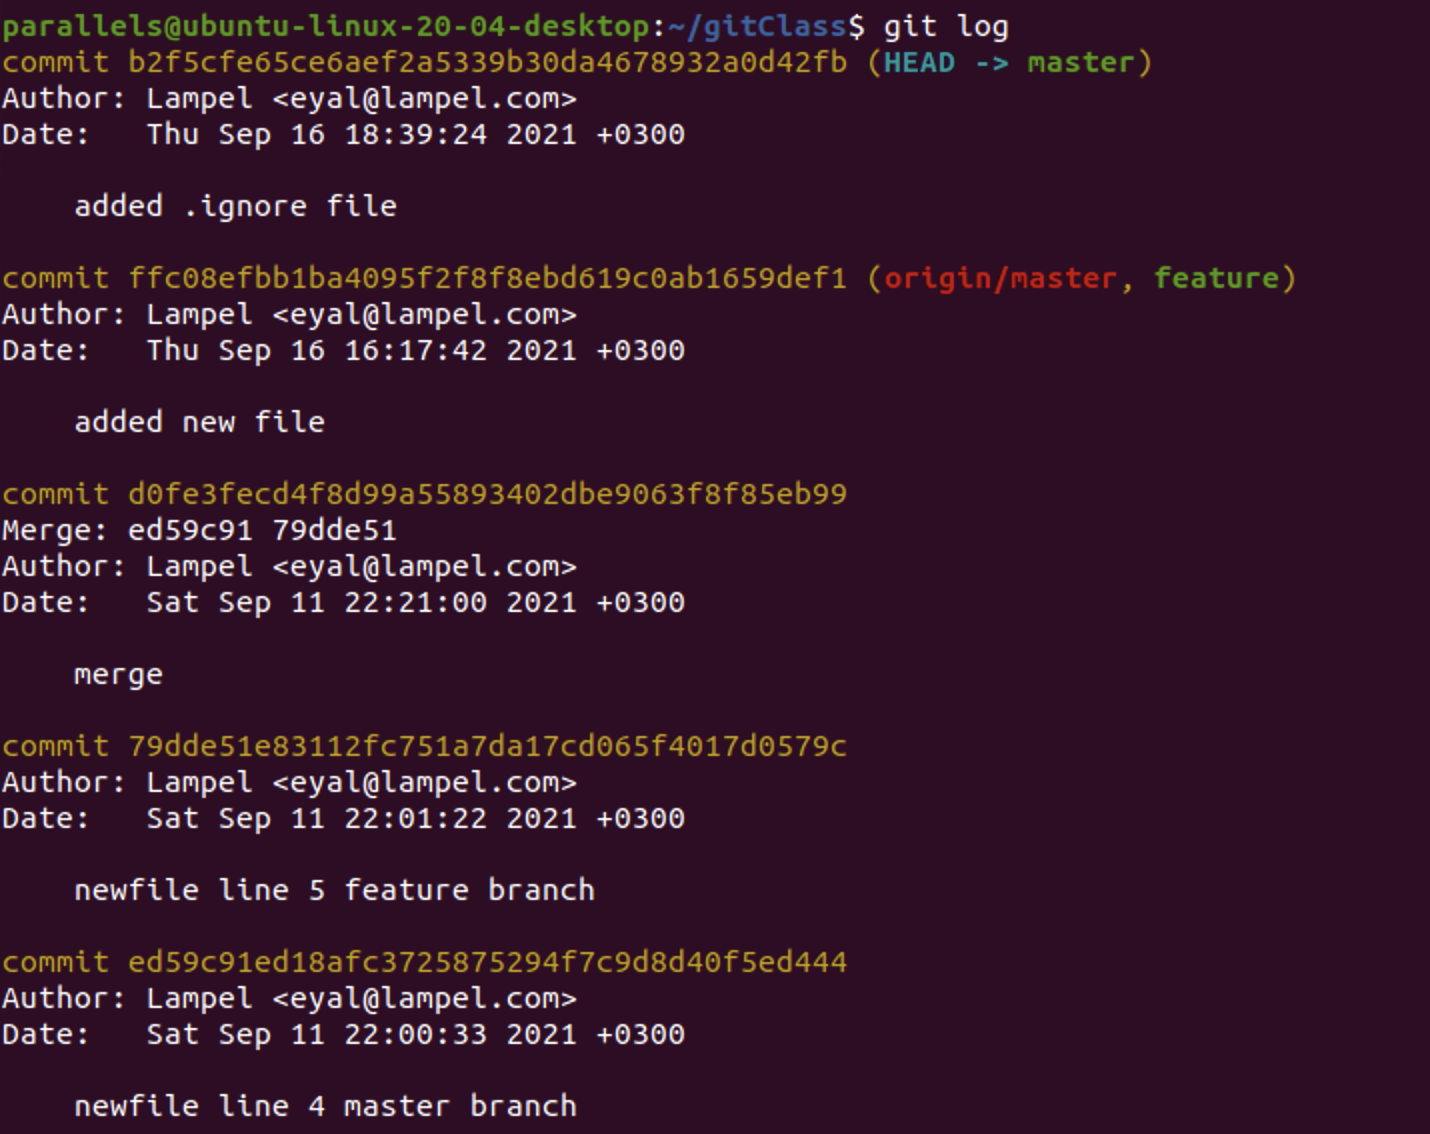 parallels@ubuntu-linux-20-04-desktop:~/gitClass$ git log
commit b2f5cfe65ce6aef2a5339b30da4678932a0d42fb (HEAD -> master)
Author: Lampel <eyal@lampel.com>
Date:   Thu Sep 16 18:39:24 2021 +0300

    added .ignore file

commit ffc08efbb1ba4095f2f8f8ebd619c0ab1659def1 (origin/master, feature)
Author: Lampel <eyal@lampel.com>
Date:   Thu Sep 16 16:17:42 2021 +0300

    added new file

commit d0fe3fecd4f8d99a55893402dbe9063f8f85eb99
Merge: ed59c91 79dde51
Author: Lampel <eyal@lampel.com>
Date:   Sat Sep 11 22:21:00 2021 +0300

    merge

commit 79dde51e83112fc751a7da17cd065f4017d0579c
Author: Lampel <eyal@lampel.com>
Date:   Sat Sep 11 22:01:22 2021 +0300

    newfile line 5 feature branch

commit ed59c91ed18afc3725875294f7c9d8d40f5ed444
Author: Lampel <eyal@lampel.com>
Date:   Sat Sep 11 22:00:33 2021 +0300

    newfile line 4 master branch